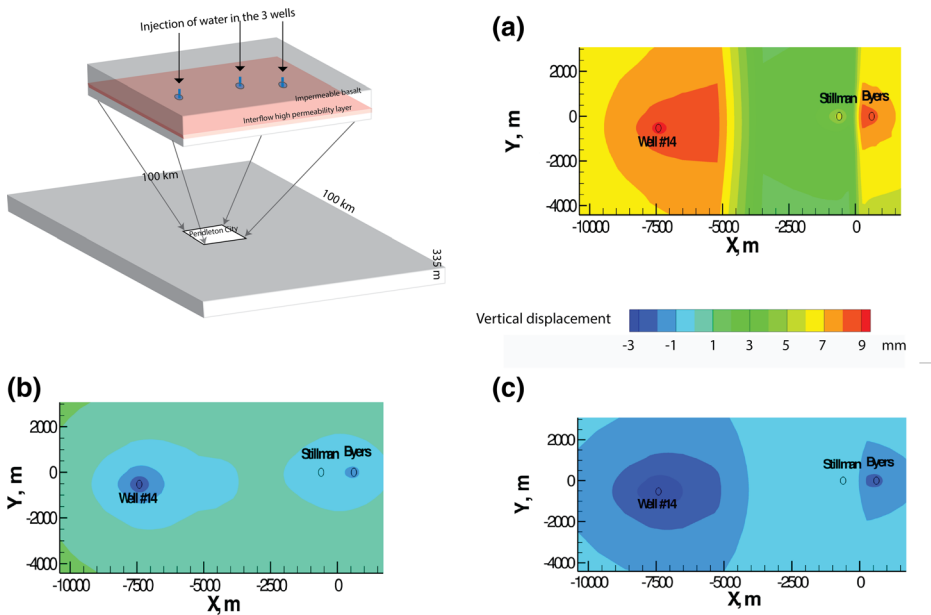 Injection of water in the 3 wells
Impermeable basalt
Interflow high permeability layer
100 km
100 km
Pendleton City
335 m
(a)
2000
0
-2000
-4000
Y, m
Stillman
Byers
Well #14
-10000
-7500
-5000
-2500
0
X, m
Vertical displacement
-3
-1
1
3
5
7
9
mm
(b)
2000
0
-2000
-4000
Y, m
Stillman
Byers
Well #14
-10000
-7500
-5000
-2500
0
X, m
(c)
2000
0
-2000
-4000
Y, m
Stillman
Byers
Well #14
-10000
-7500
-5000
-2500
0
X, m